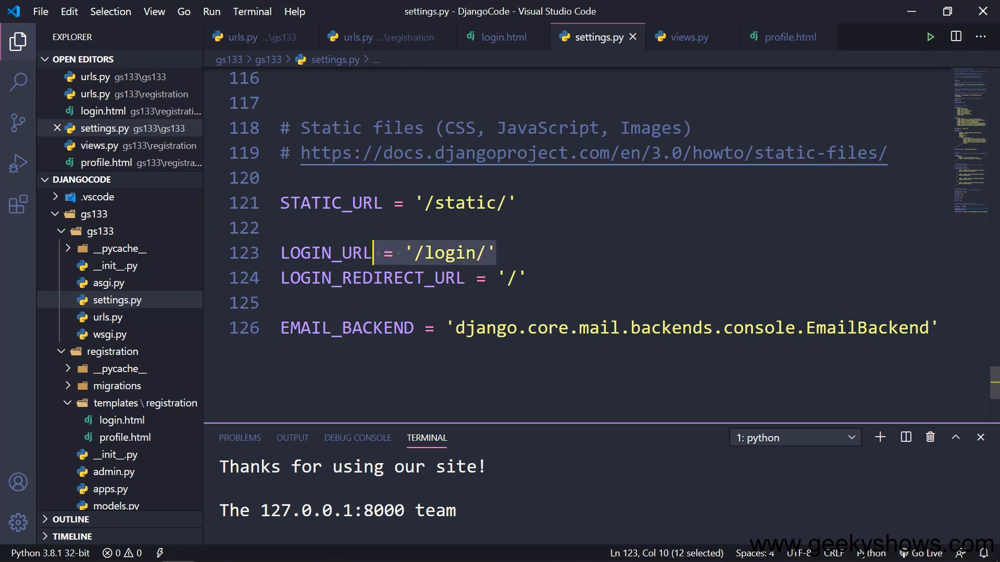 File Edit Selection View Go Run Terminal Help
settings.py - DjangoCode - Visual Studio Code
EXPLORER
urls.py ...\gs133
urls.py ...\registration
login.html
settings.py
views.py
profile.html
OPEN EDITORS
urls.py gs133\gs133
urls.py gs133\registration
login.html gs133\registrati...
settings.py gs133\gs133
views.py gs133\registration
profile.html gs133\registra...
DJANGOCODE
.vscode
gs133
gs133
__pycache__
__init__.py
asgi.py
settings.py
urls.py
wsgi.py
registration
__pycache__
migrations
templates\registration
login.html
profile.html
__init__.py
admin.py
apps.py
models.py
OUTLINE
TIMELINE
gs133 > gs133 > settings.py > ...
116
117
118 # Static files (CSS, JavaScript, Images)
119 # https://docs.djangoproject.com/en/3.0/howto/static-files/
120
121 STATIC_URL = '/static/'
122
123 LOGIN_URL = '/login/'
124 LOGIN_REDIRECT_URL = '/'
125
126 EMAIL_BACKEND = 'django.core.mail.backends.console.EmailBackend'
PROBLEMS OUTPUT DEBUG CONSOLE TERMINAL
1: python
Thanks for using our site!
The 127.0.0.1:8000 team
www.geekyshows.com
Python 3.8.1 32-bit 0 0
Ln 123, Col 10 (12 selected) Spaces: 4 UTF-8 CRLF Python Go Live